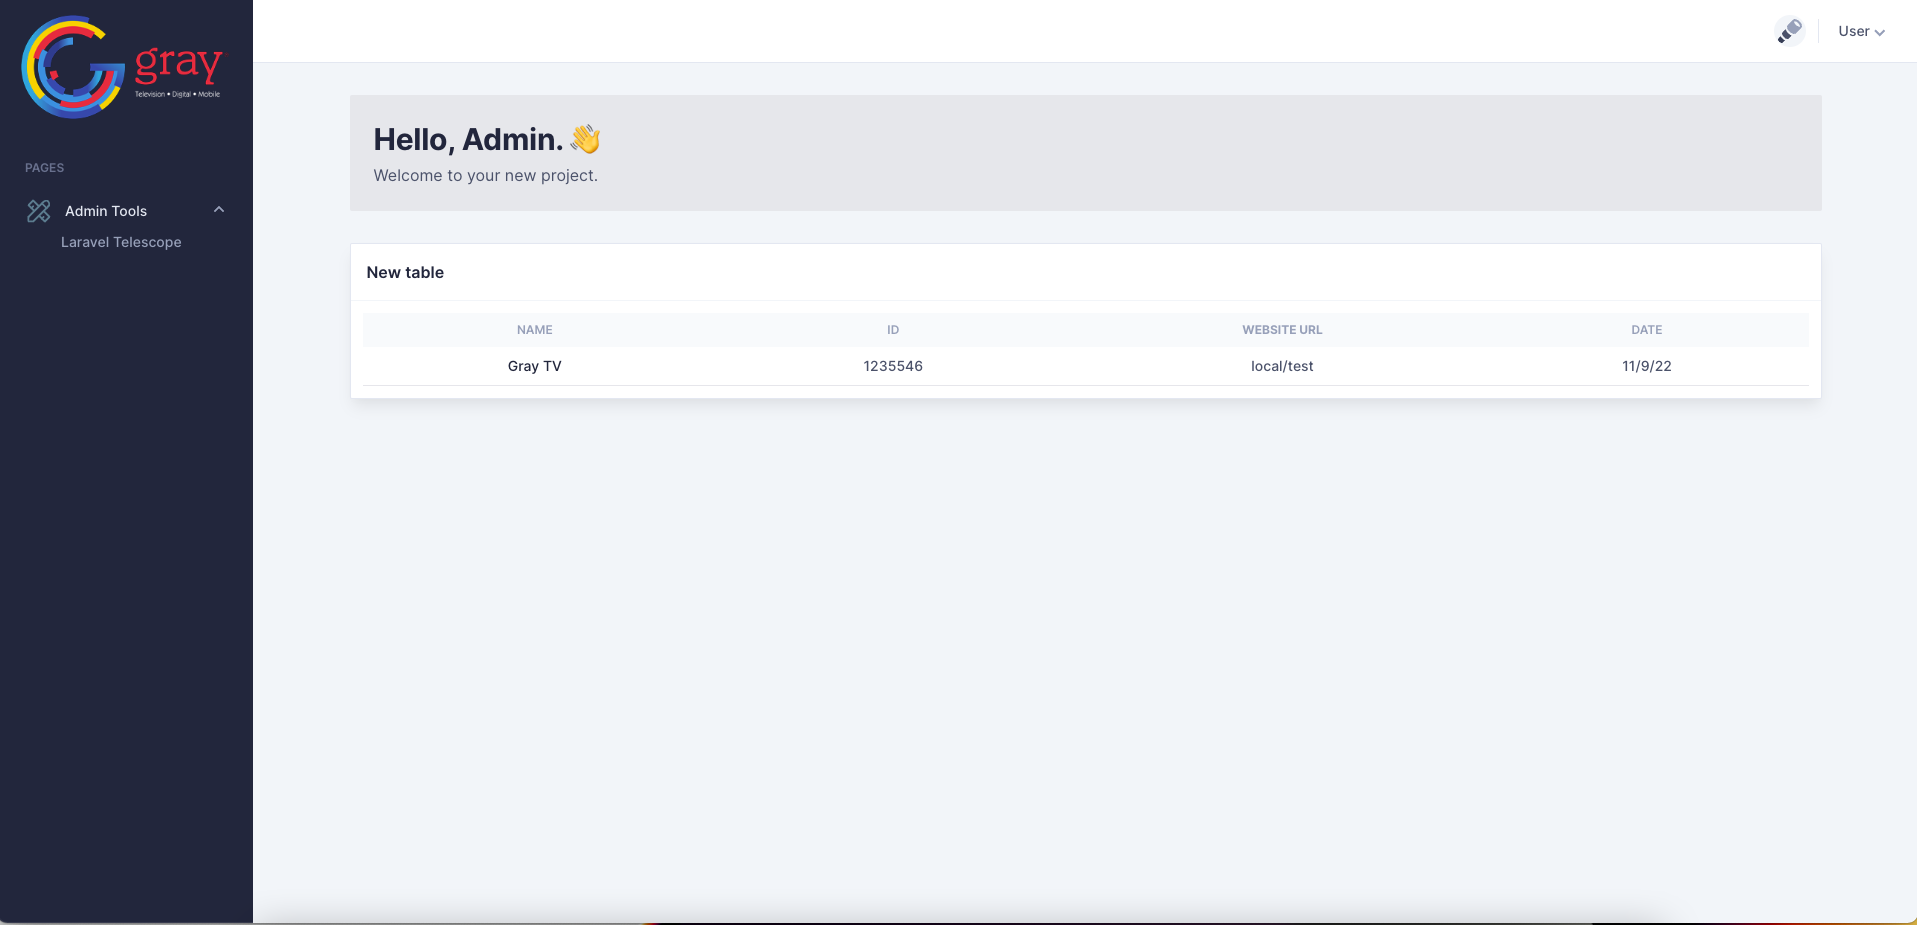 gray
Television • Digital • Mobile
PAGES
Admin Tools
Laravel Telescope
User
Hello, Admin. 👋
Welcome to your new project.
New table
NAME ID WEBSITE URL DATE
Gray TV 1235546 local/test 11/9/22